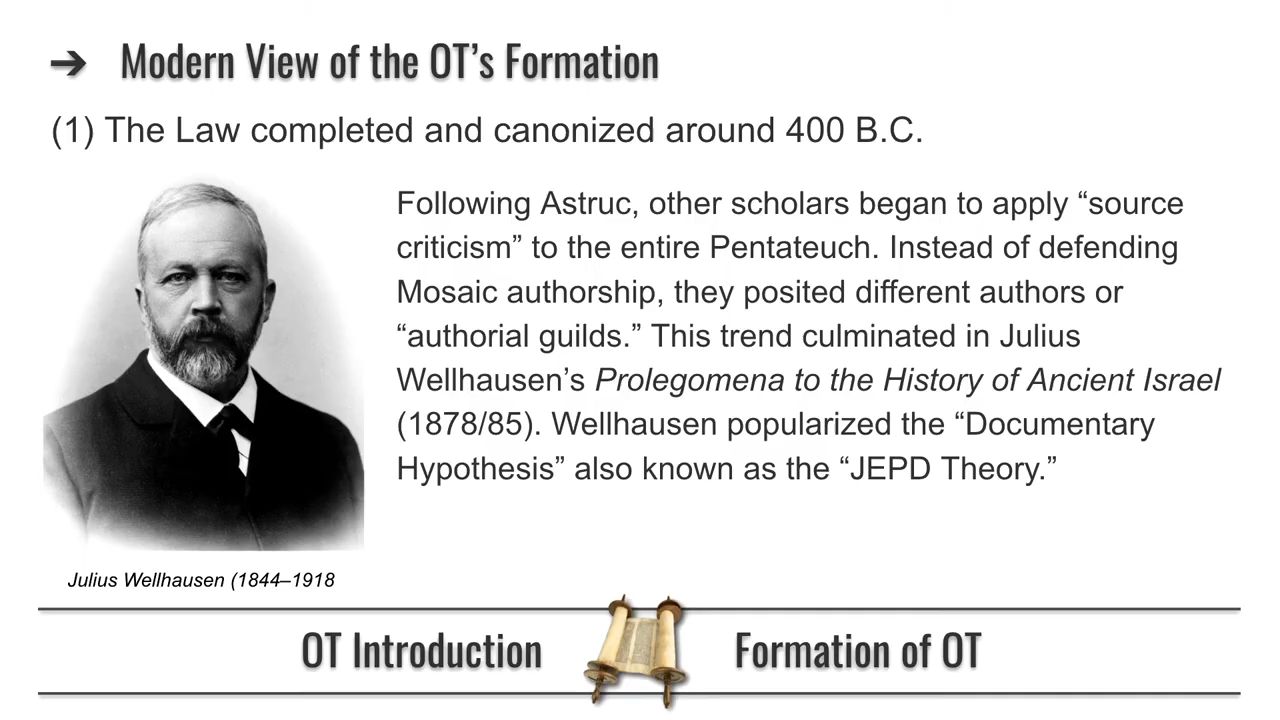 ➔ Modern View of the OT’s Formation
(1) The Law completed and canonized around 400 B.C.
Following Astruc, other scholars began to apply “source
criticism” to the entire Pentateuch. Instead of defending
Mosaic authorship, they posited different authors or
“authorial guilds.” This trend culminated in Julius
Wellhausen’s Prolegomena to the History of Ancient Israel
(1878/85). Wellhausen popularized the “Documentary
Hypothesis” also known as the “JEPD Theory.”
Julius Wellhausen (1844–1918
OT Introduction
Formation of OT